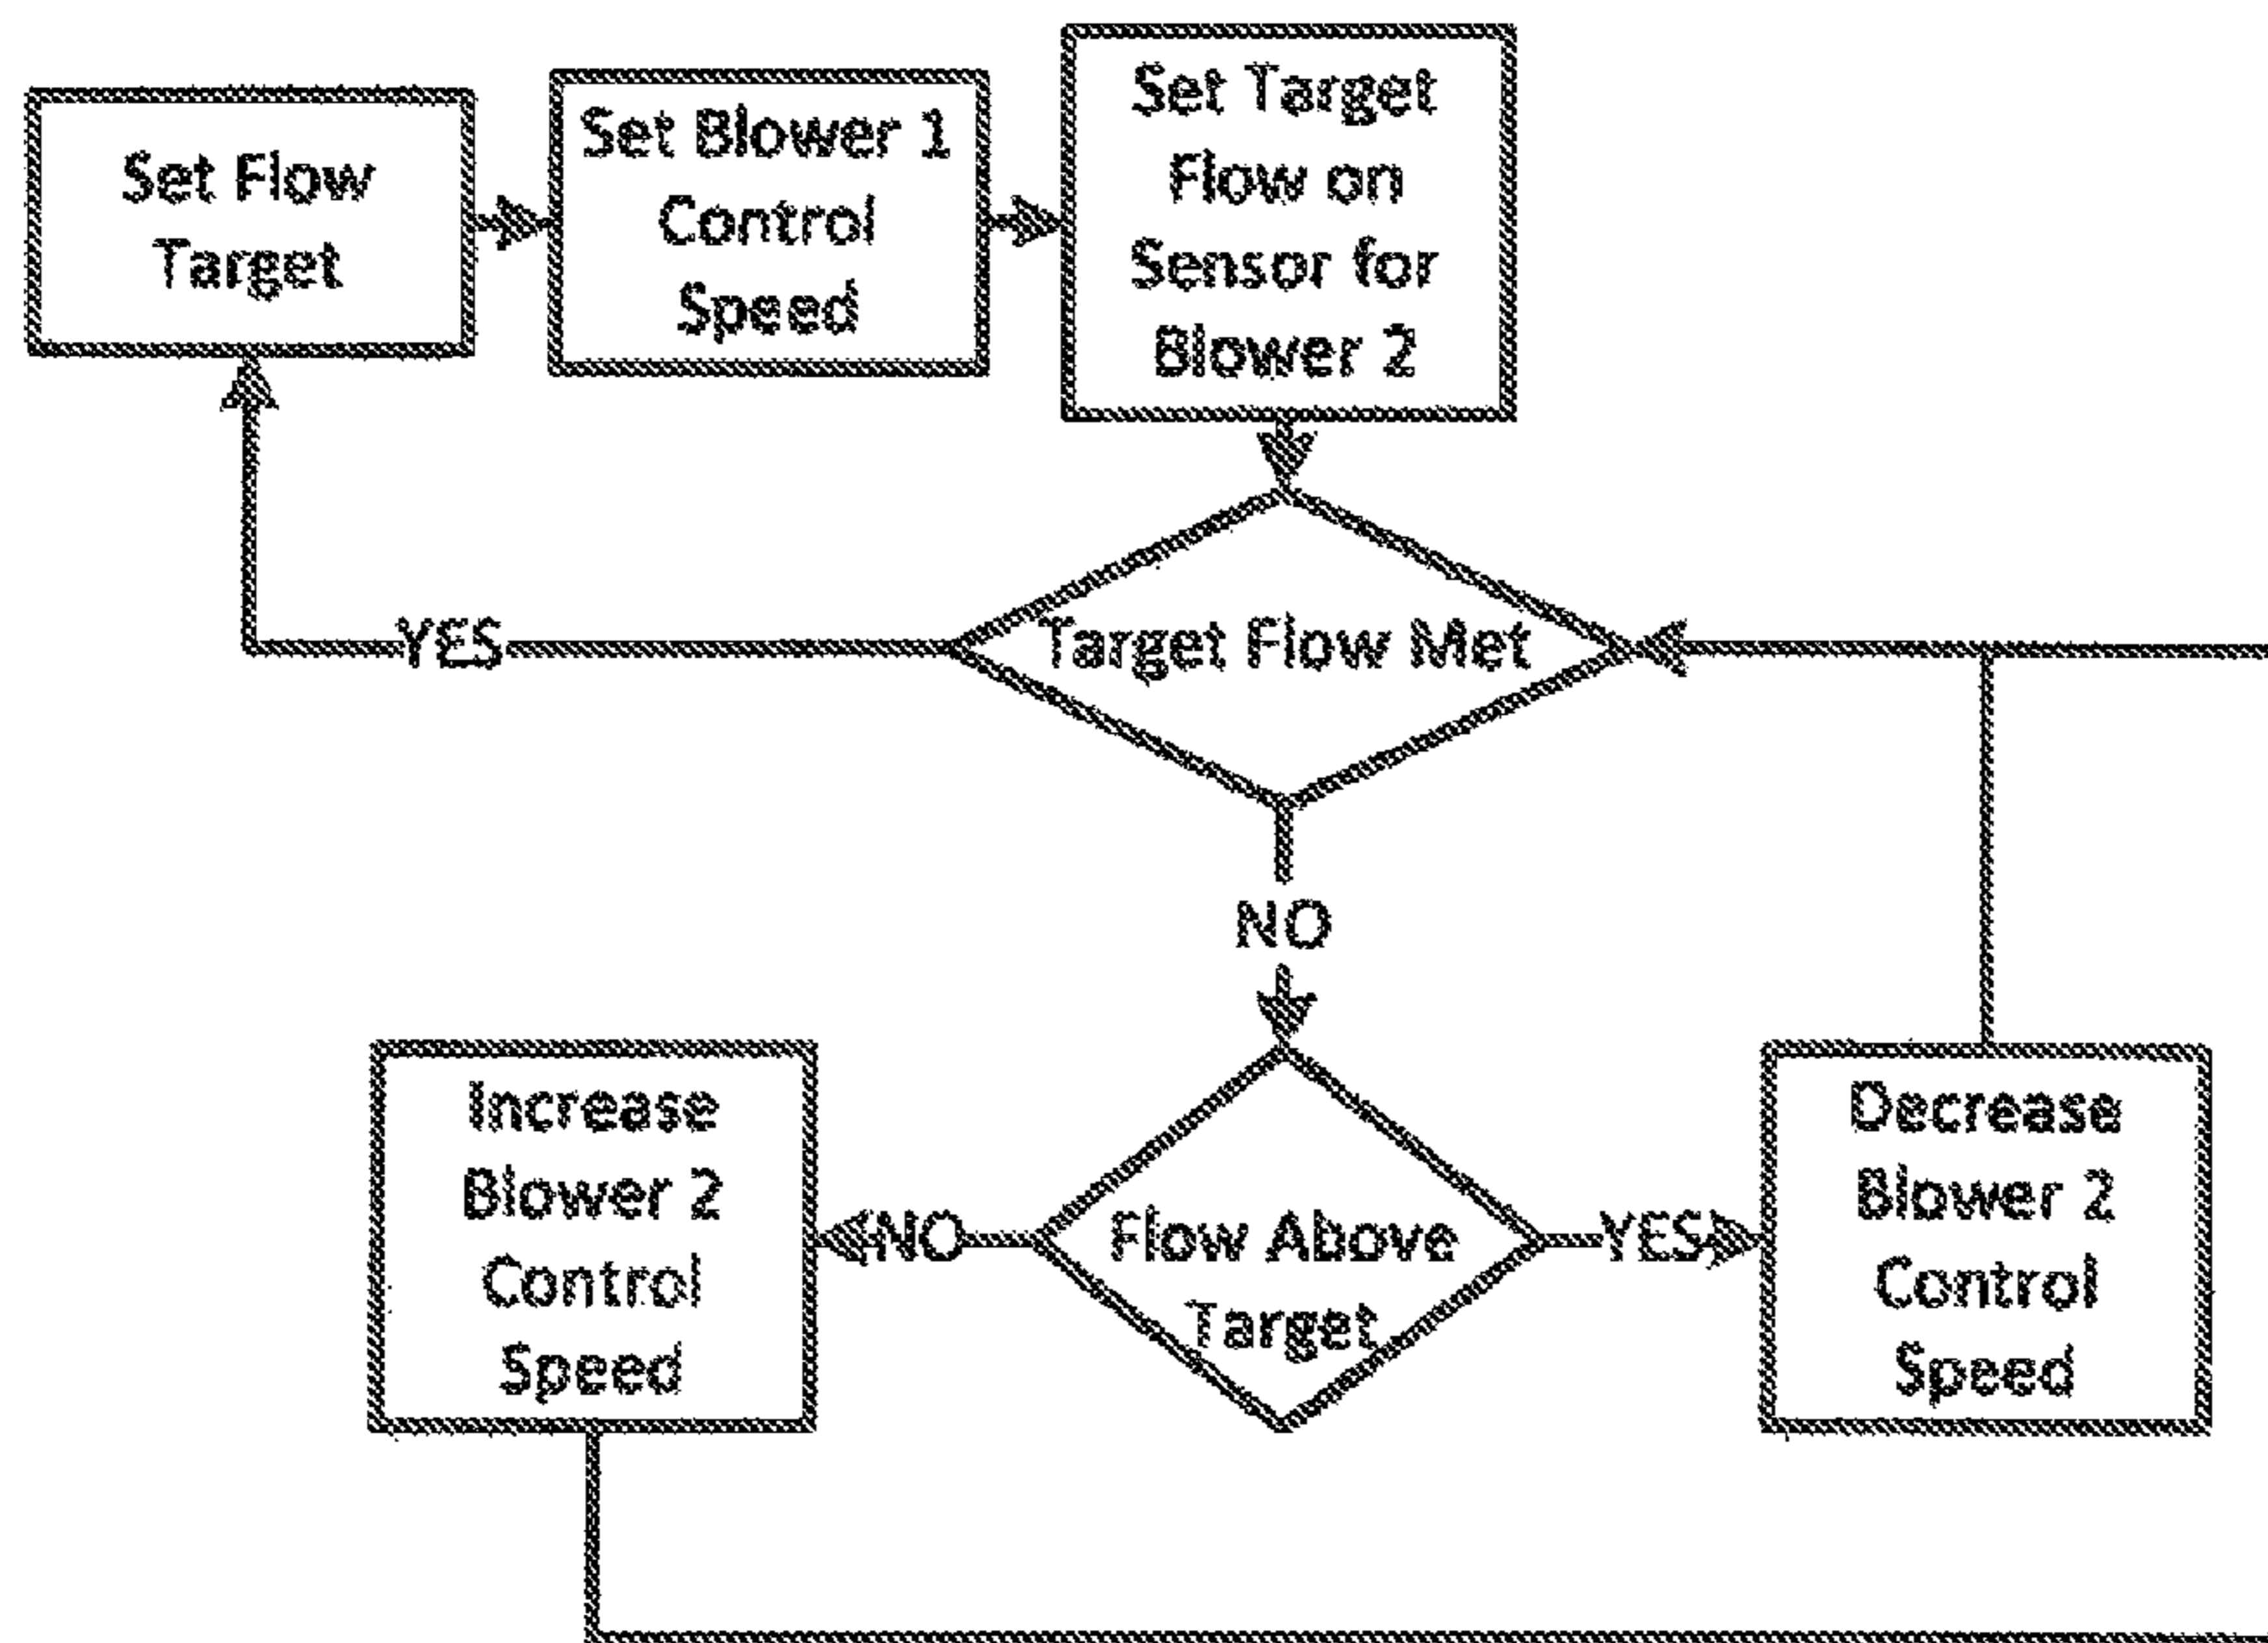 Set Flow
Target
Set Blower 1
Control
Speed
Set Target
Flow on
Sensor for
Blower 2
YES
Target Flow Met
NO
Increase
Blower 2
Control
Speed
NO
Flow Above
Target
YES
Decrease
Blower 2
Control
Speed